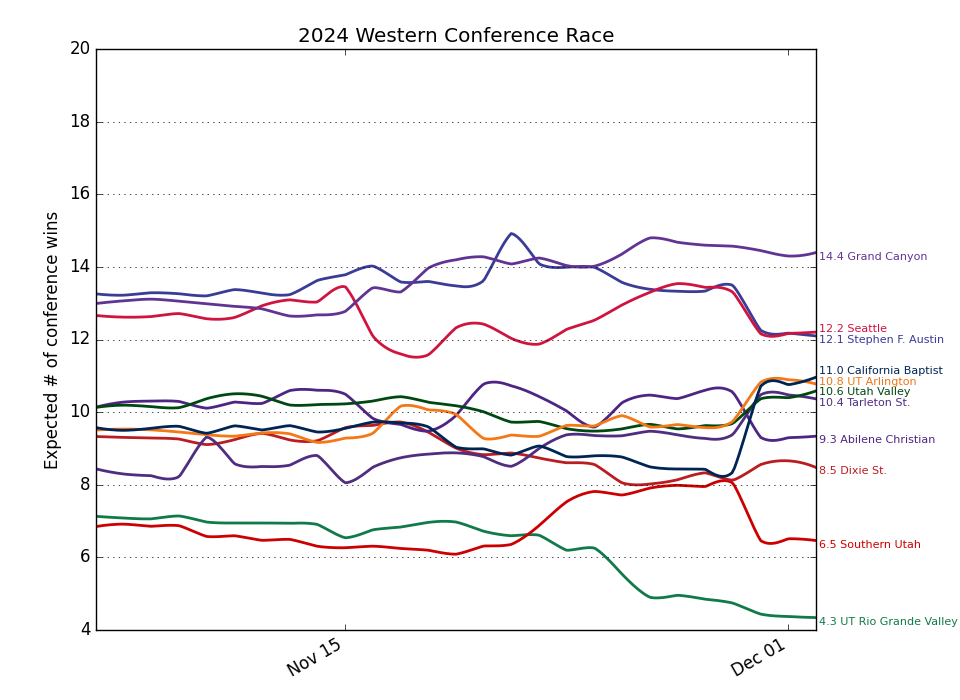 2024 Western Conference Race
Expected # of conference wins
20
18
16
14
12
10
8
6
4
Nov 15
Dec 01
14.4 Grand Canyon
12.2 Seattle
12.1 Stephen F. Austin
11.0 California Baptist
10.8 UT Arlington
10.6 Utah Valley
10.4 Tarleton St.
9.3 Abilene Christian
8.5 Dixie St.
6.5 Southern Utah
4.3 UT Rio Grande Valley